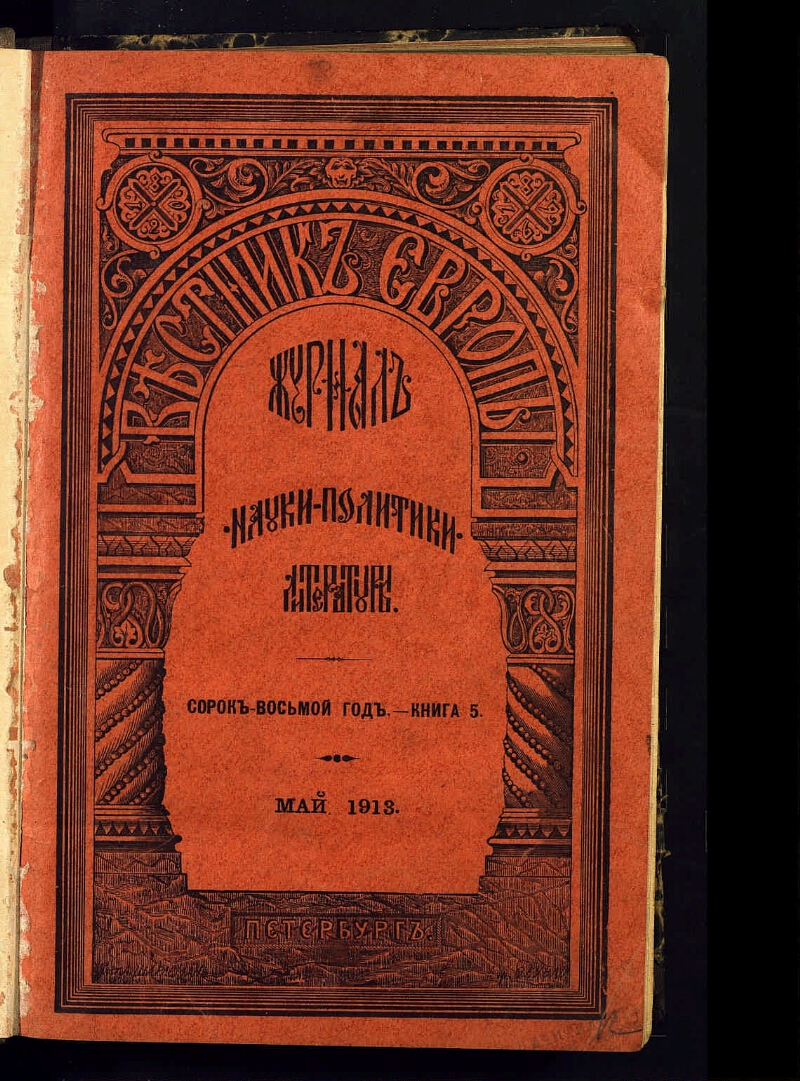 ВѢСТНИКЪ ЕВРОПЫ
ЖУРНАЛЪ
·НАУКИ-ПОЛИТИКИ·
ЛИТЕРАТУРЫ.
СОРОКЪ-ВОСЬМОЙ ГОДЪ.—КНИГА 5.
МАЙ 1913.
ПЕТЕРБУРГЪ.